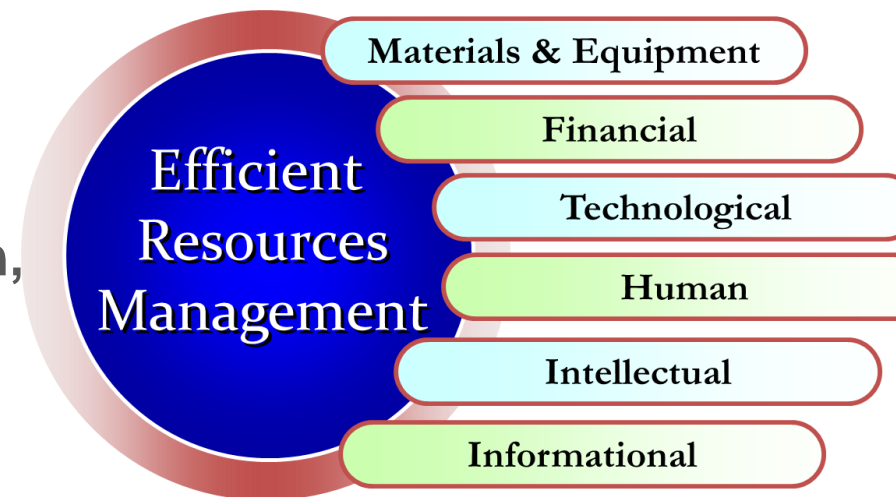 Efficient
Resources
Management
Materials & Equipment
Financial
Technological
Human
Intellectual
Informational